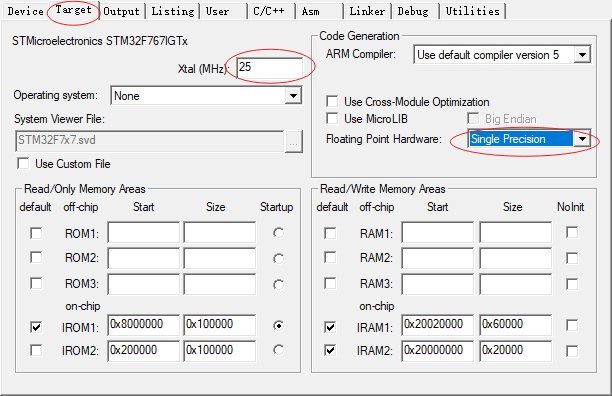 Device Target Output Listing User C/C++ Asm Linker Debug Utilities
STMicroelectronics STM32F767IGTx
Xtal (MHz): 25
Operating system: None
System Viewer File:
STM32F7x7.svd ...
Use Custom File
Code Generation
ARM Compiler: Use default compiler version 5
Use Cross-Module Optimization
Use MicroLIB Big Endian
Floating Point Hardware: Single Precision
Read/Only Memory Areas
default off-chip Start Size Startup
ROM1:
ROM2:
ROM3:
on-chip
IROM1: 0x8000000 0x100000
IROM2: 0x200000 0x100000
Read/Write Memory Areas
default off-chip Start Size NoInit
RAM1:
RAM2:
RAM3:
on-chip
IRAM1: 0x20020000 0x60000
IRAM2: 0x20000000 0x20000